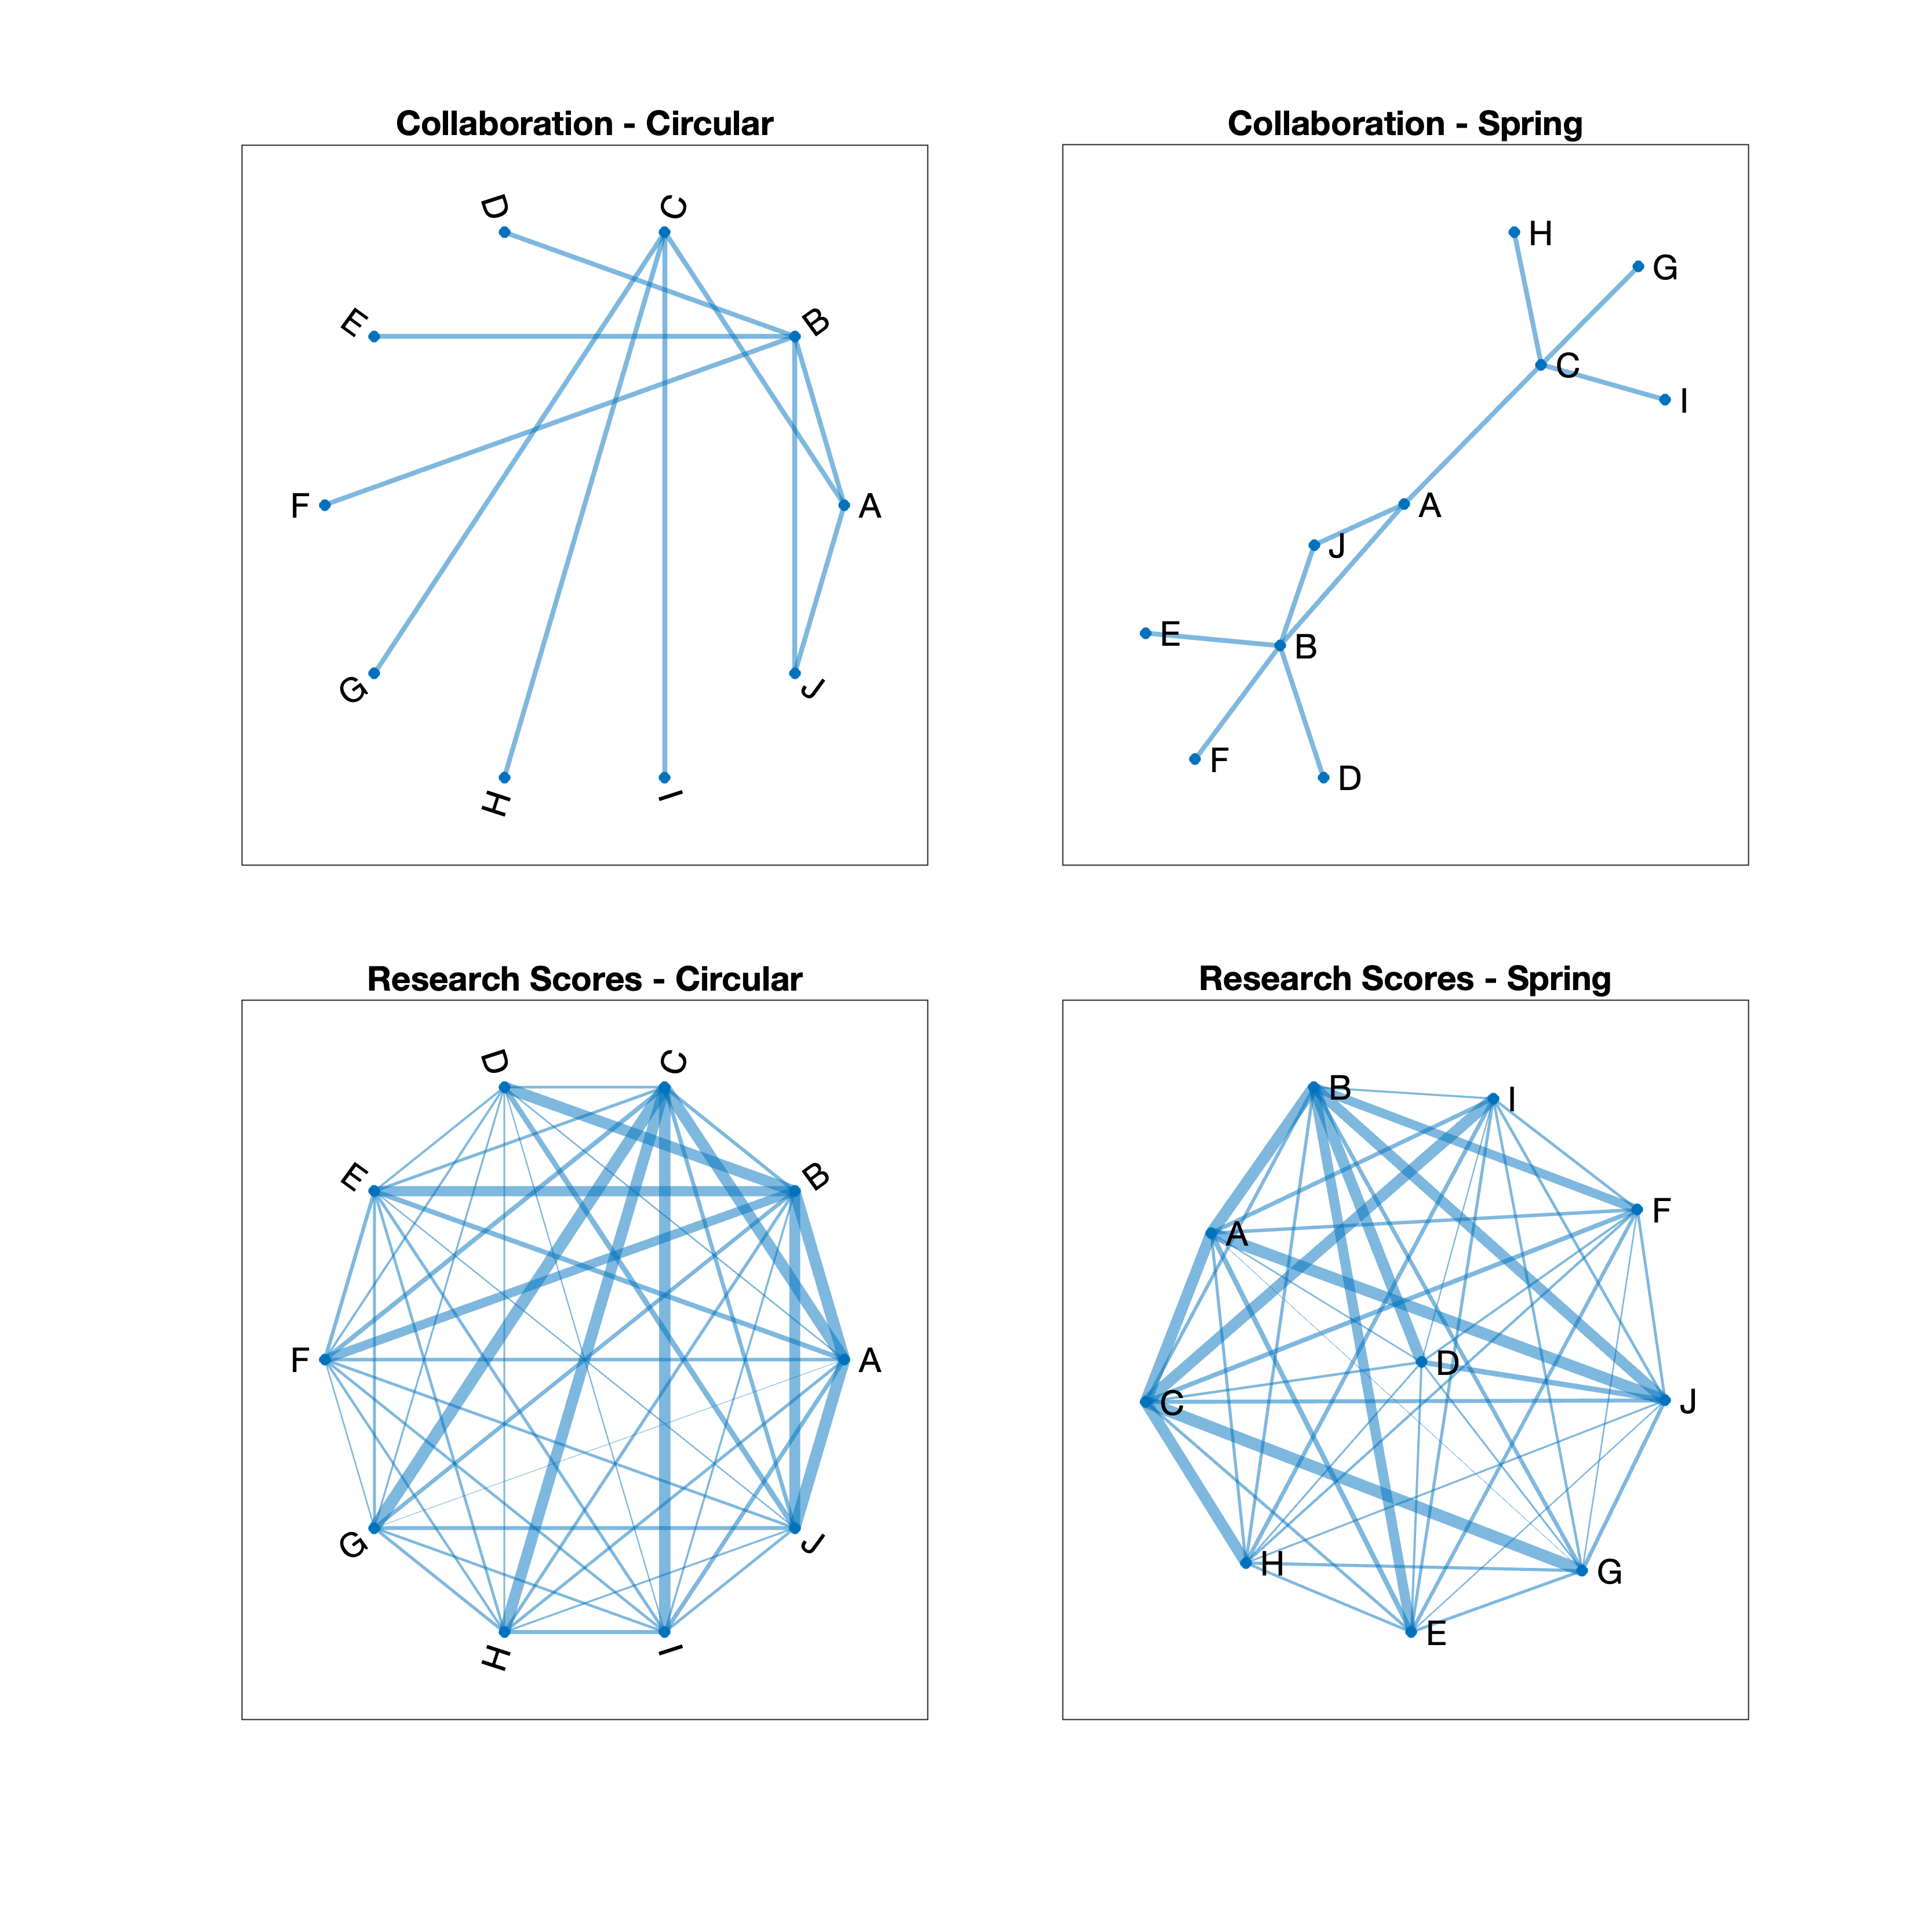 Collaboration - Circular
D
C
E
B
F
A
G
J
H
I
Collaboration - Spring
H
G
C
I
A
J
E
B
F
D
Research Scores - Circular
D
C
E
B
F
A
G
J
H
I
Research Scores - Spring
B
I
F
A
D
C
J
H
G
E